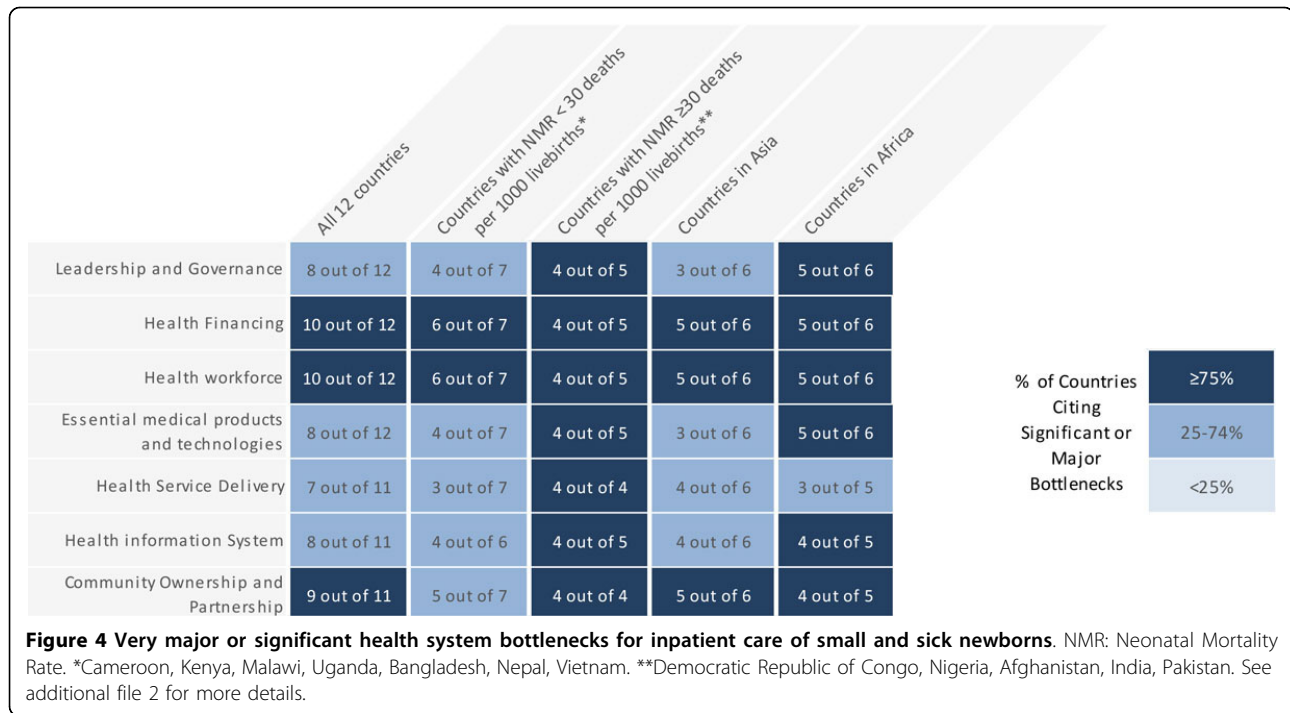 All 12 countries
Countries with NMR < 30 deaths
per 1000 livebirths*
Countries with NMR ≥30 deaths
per 1000 livebirths**
Countries in Asia
Countries in Africa
Leadership and Governance 8 out of 12 4 out of 7 4 out of 5 3 out of 6 5 out of 6
Health Financing 10 out of 12 6 out of 7 4 out of 5 5 out of 6 5 out of 6
Health workforce 10 out of 12 6 out of 7 4 out of 5 5 out of 6 5 out of 6
Essential medical products
and technologies 8 out of 12 4 out of 7 4 out of 5 3 out of 6 5 out of 6
Health Service Delivery 7 out of 11 3 out of 7 4 out of 4 4 out of 6 3 out of 5
Health information System 8 out of 11 4 out of 6 4 out of 5 4 out of 6 4 out of 5
Community Ownership and
Partnership 9 out of 11 5 out of 7 4 out of 4 5 out of 6 4 out of 5
% of Countries
Citing
Significant or
Major
Bottlenecks
≥75%
25-74%
<25%
Figure 4 Very major or significant health system bottlenecks for inpatient care of small and sick newborns. NMR: Neonatal Mortality
Rate. *Cameroon, Kenya, Malawi, Uganda, Bangladesh, Nepal, Vietnam. **Democratic Republic of Congo, Nigeria, Afghanistan, India, Pakistan. See
additional file 2 for more details.